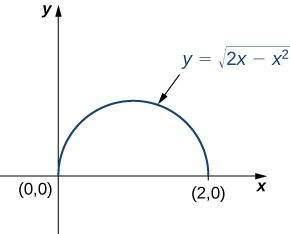 y
y = √(2x − x²)
(0,0)
(2,0)
x